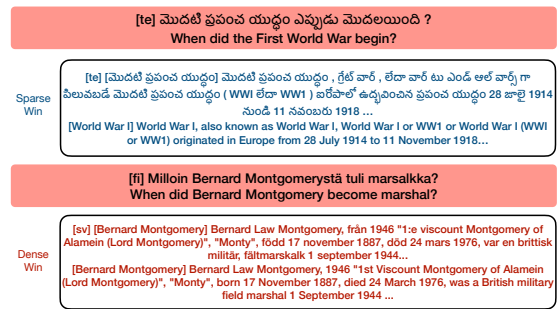 [te] మొదటి ప్రపంచ యుద్ధం ఎప్పుడు మొదలయింది ?
When did the First World War begin?
Sparse
Win
[te] [మొదటి ప్రపంచ యుద్ధం] మొదటి ప్రపంచ యుద్ధం , గ్రేట్ వార్ , లేదా వార్ టు ఎండ్ ఆల్ వార్స్ గా
పిలువబడే మొదటి ప్రపంచ యుద్ధం ( WWI లేదా WW1 ) ఐరోపాలో ఉద్భవించిన ప్రపంచ యుద్ధం 28 జూలై 1914
నుండి 11 నవంబరు 1918 ...
[World War I] World War I, also known as World War I, World War I or WW1 or World War I (WWI
or WW1) originated in Europe from 28 July 1914 to 11 November 1918...
[fi] Milloin Bernard Montgomerystä tuli marsalkka?
When did Bernard Montgomery become marshal?
Dense
Win
[sv] [Bernard Montgomery] Bernard Law Montgomery, från 1946 "1:e viscount Montgomery of
Alamein (Lord Montgomery)", "Monty", född 17 november 1887, död 24 mars 1976, var en brittisk
militär, fältmarskalk 1 september 1944...
[Bernard Montgomery] Bernard Law Montgomery, 1946 "1st Viscount Montgomery of Alamein
(Lord Montgomery)", "Monty", born 17 November 1887, died 24 March 1976, was a British military
field marshal 1 September 1944 ...